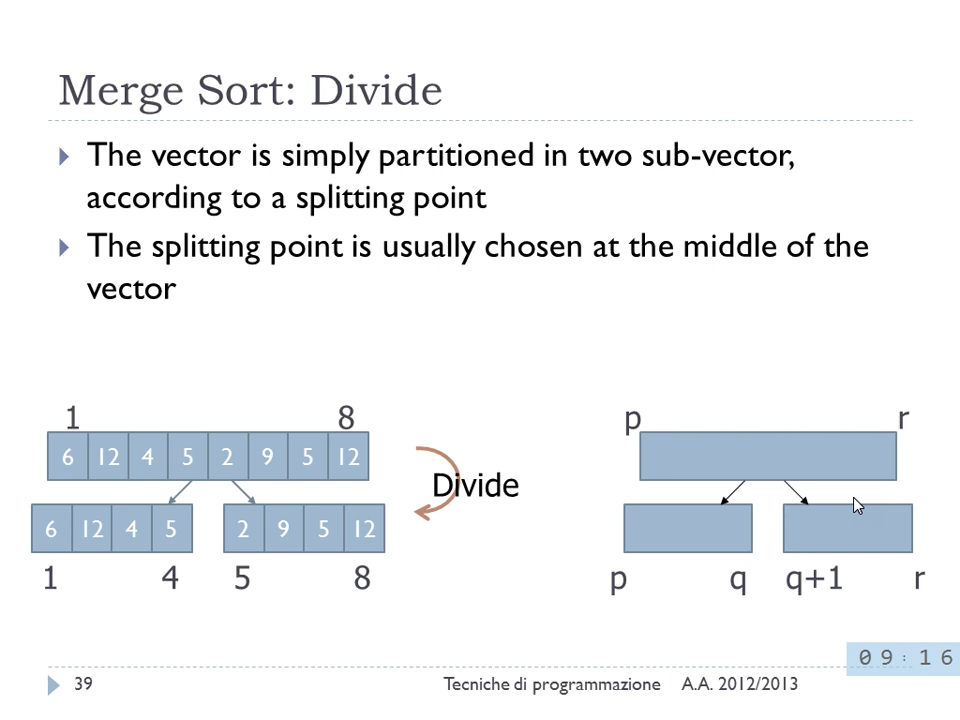 Merge Sort: Divide
The vector is simply partitioned in two sub-vector,
according to a splitting point
The splitting point is usually chosen at the middle of the
vector
1 8
6 12 4 5 2 9 5 12
6 12 4 5 2 9 5 12
1 4 5 8
Divide
p r
p q q+1 r
09:16
39 Tecniche di programmazione A.A. 2012/2013